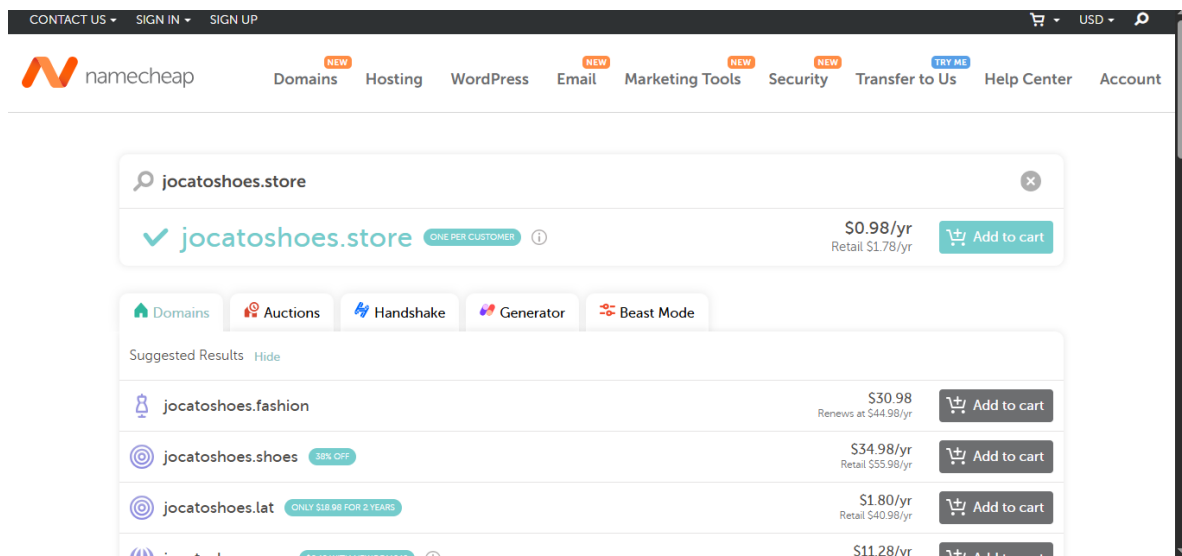 CONTACT US SIGN IN SIGN UP USD
namecheap
NEW NEW NEW NEW TRY ME
Domains Hosting WordPress Email Marketing Tools Security Transfer to Us Help Center Account
jocatoshoes.store
jocatoshoes.store ONE PER CUSTOMER $0.98/yr Add to cart
Retail $1.78/yr
Domains Auctions Handshake Generator Beast Mode
Suggested Results Hide
jocatoshoes.fashion $30.98 Add to cart
Renews at $44.98/yr
jocatoshoes.shoes 38% OFF $34.98/yr Add to cart
Retail $55.98/yr
jocatoshoes.lat ONLY $18.98 FOR 2 YEARS $1.80/yr Add to cart
Retail $40.98/yr
$11.28/yr Add to cart